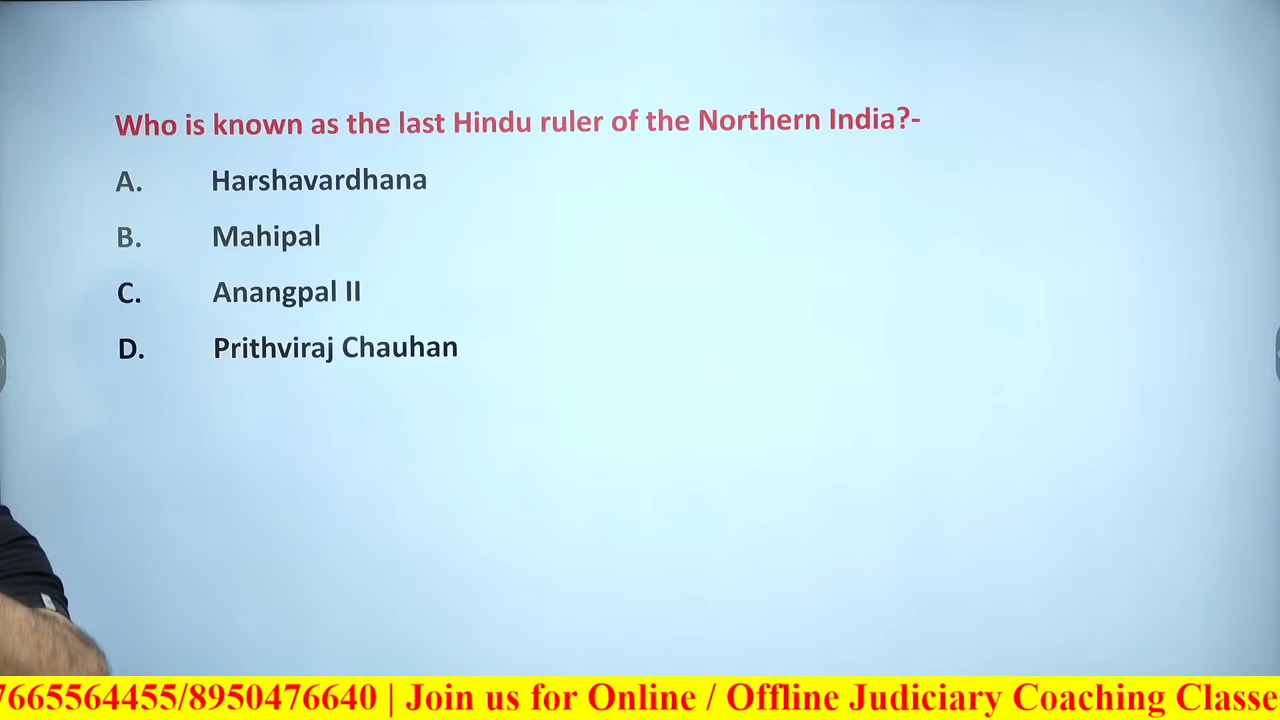 Who is known as the last Hindu ruler of the Northern India?-
A. Harshavardhana
B. Mahipal
C. Anangpal II
D. Prithviraj Chauhan
7665564455/8950476640 | Join us for Online / Offline Judiciary Coaching Classe